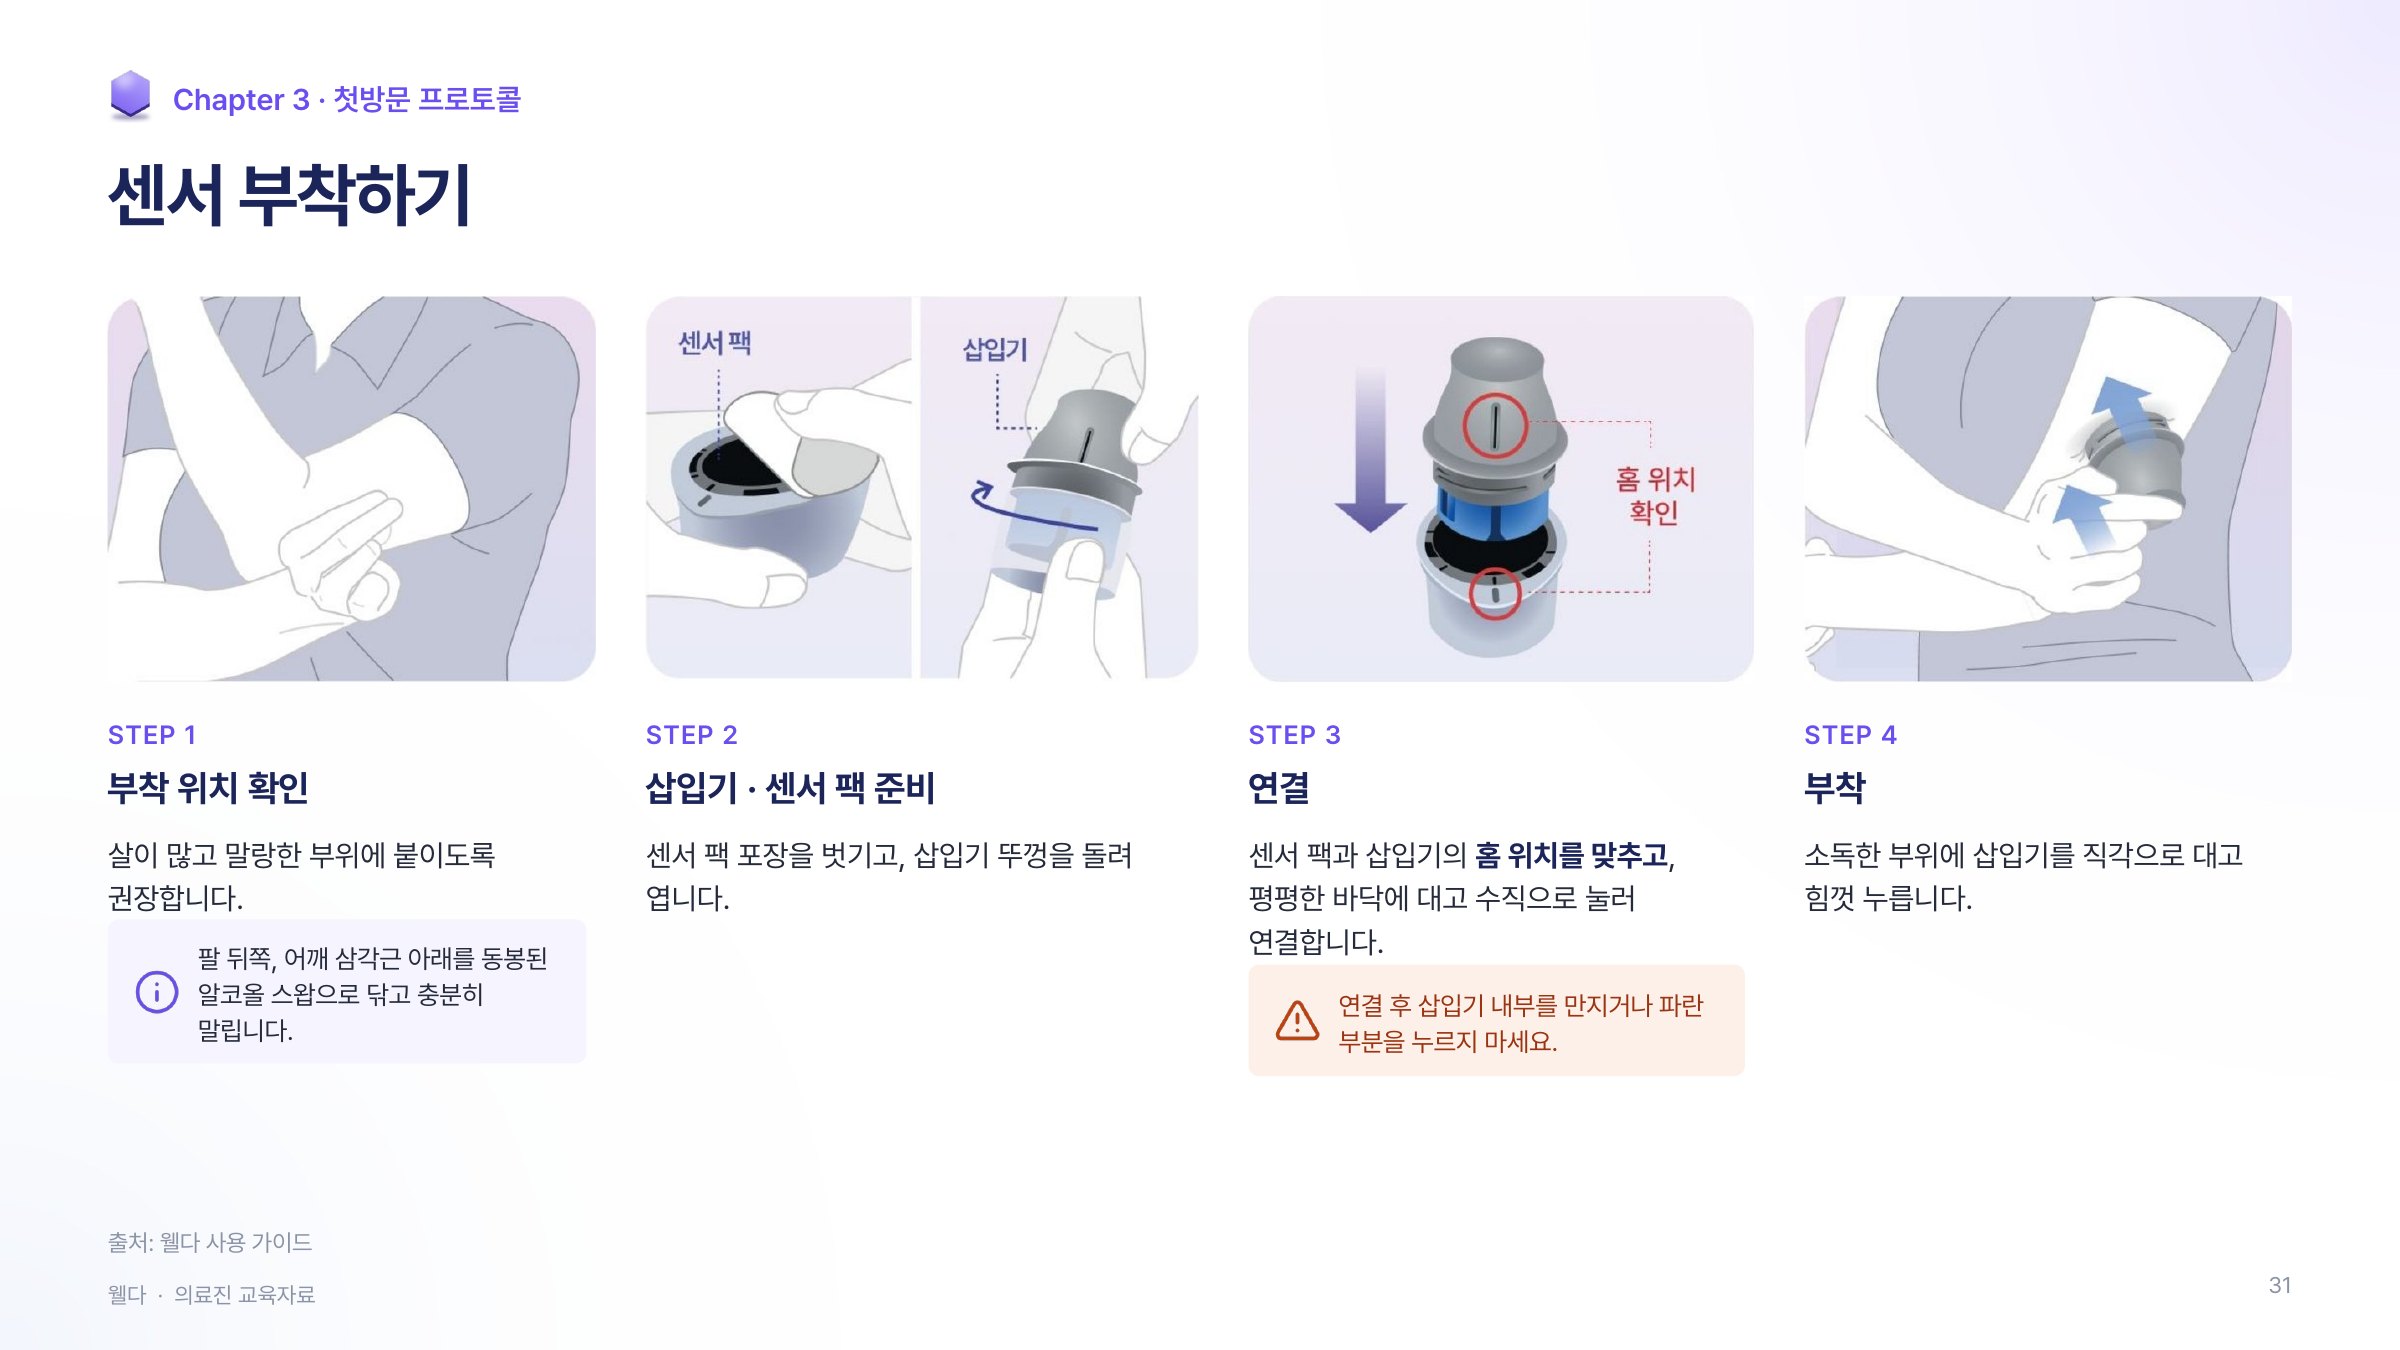 Chapter 3 · 첫방문 프로토콜
센서 부착하기
센서 팩
삽입기
홈 위치
확인
STEP 1
부착 위치 확인
살이 많고 말랑한 부위에 붙이도록
권장합니다.
팔 뒤쪽, 어깨 삼각근 아래를 동봉된
알코올 스왑으로 닦고 충분히
말립니다.
STEP 2
삽입기 · 센서 팩 준비
센서 팩 포장을 벗기고, 삽입기 뚜껑을 돌려
엽니다.
STEP 3
연결
센서 팩과 삽입기의 홈 위치를 맞추고,
평평한 바닥에 대고 수직으로 눌러
연결합니다.
연결 후 삽입기 내부를 만지거나 파란
부분을 누르지 마세요.
STEP 4
부착
소독한 부위에 삽입기를 직각으로 대고
힘껏 누릅니다.
출처: 웰다 사용 가이드
웰다 · 의료진 교육자료
31